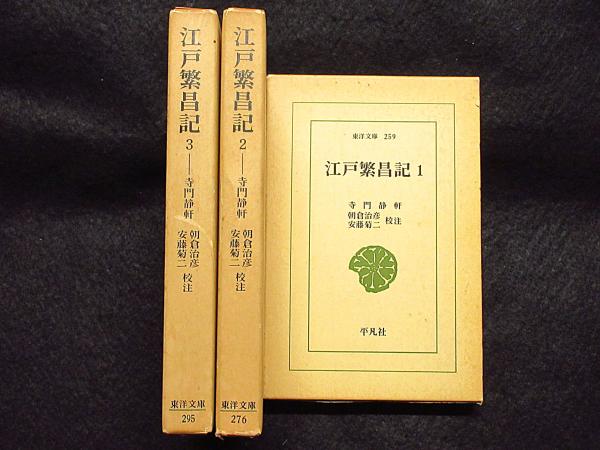 江戸繁昌記 3——寺門静軒 朝倉治彦 安藤菊二 校注
東洋文庫
295
江戸繁昌記 2——寺門静軒 朝倉治彦 安藤菊二 校注
東洋文庫
276
東洋文庫 259
江戸繁昌記 1
寺門静軒
朝倉治彦
安藤菊二 校注
平凡社